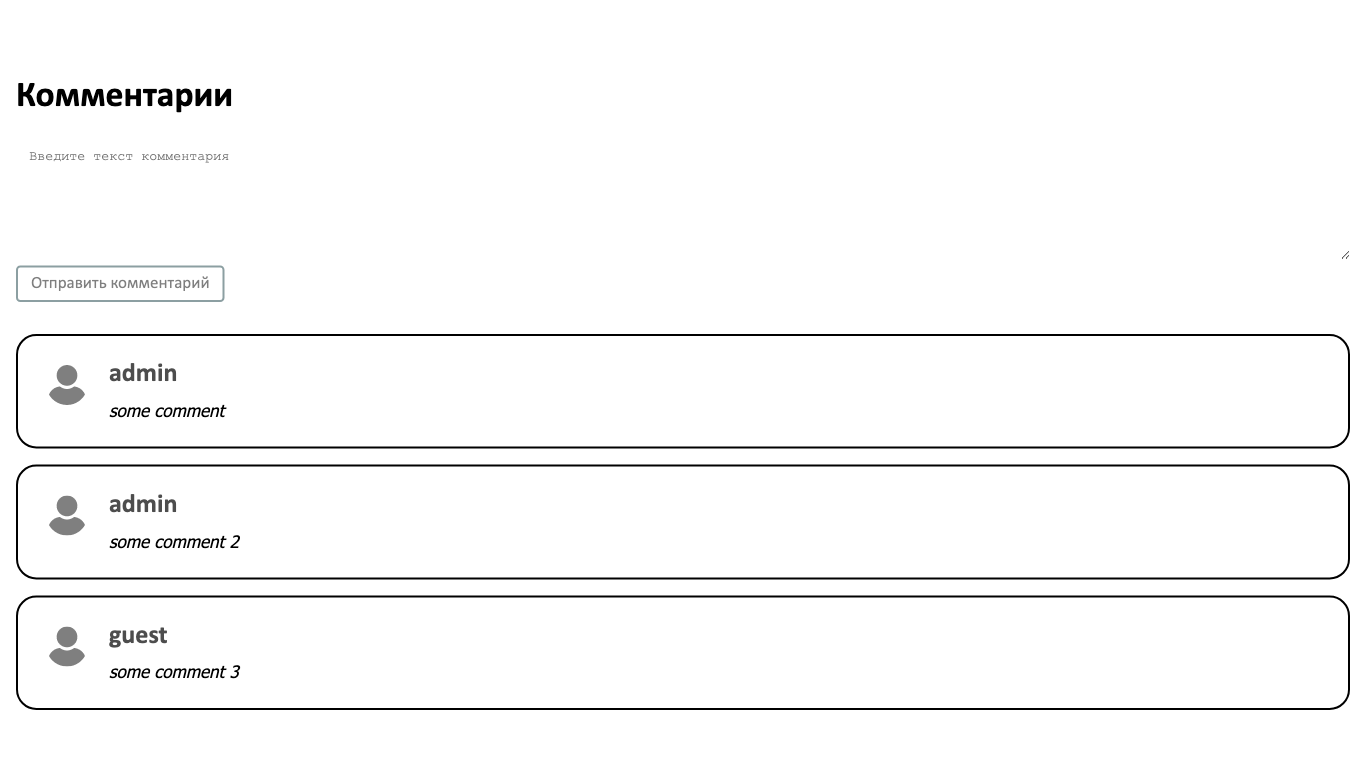 Комментарии
Введите текст комментария
Отправить комментарий
admin
some comment
admin
some comment 2
guest
some comment 3